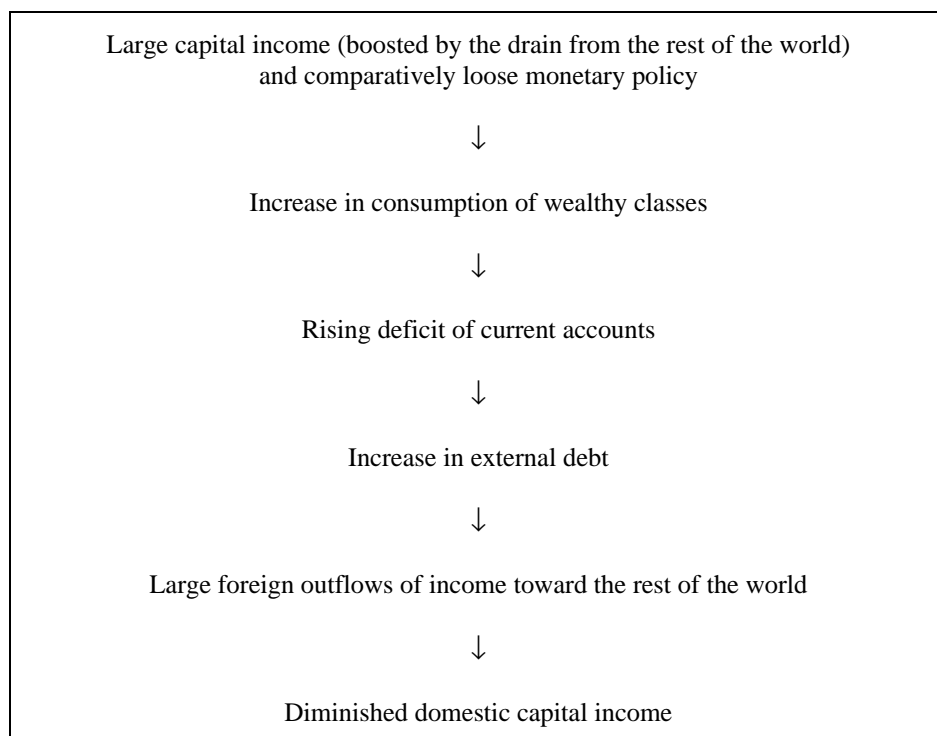 Large capital income (boosted by the drain from the rest of the world)
and comparatively loose monetary policy
↓
Increase in consumption of wealthy classes
↓
Rising deficit of current accounts
↓
Increase in external debt
↓
Large foreign outflows of income toward the rest of the world
↓
Diminished domestic capital income